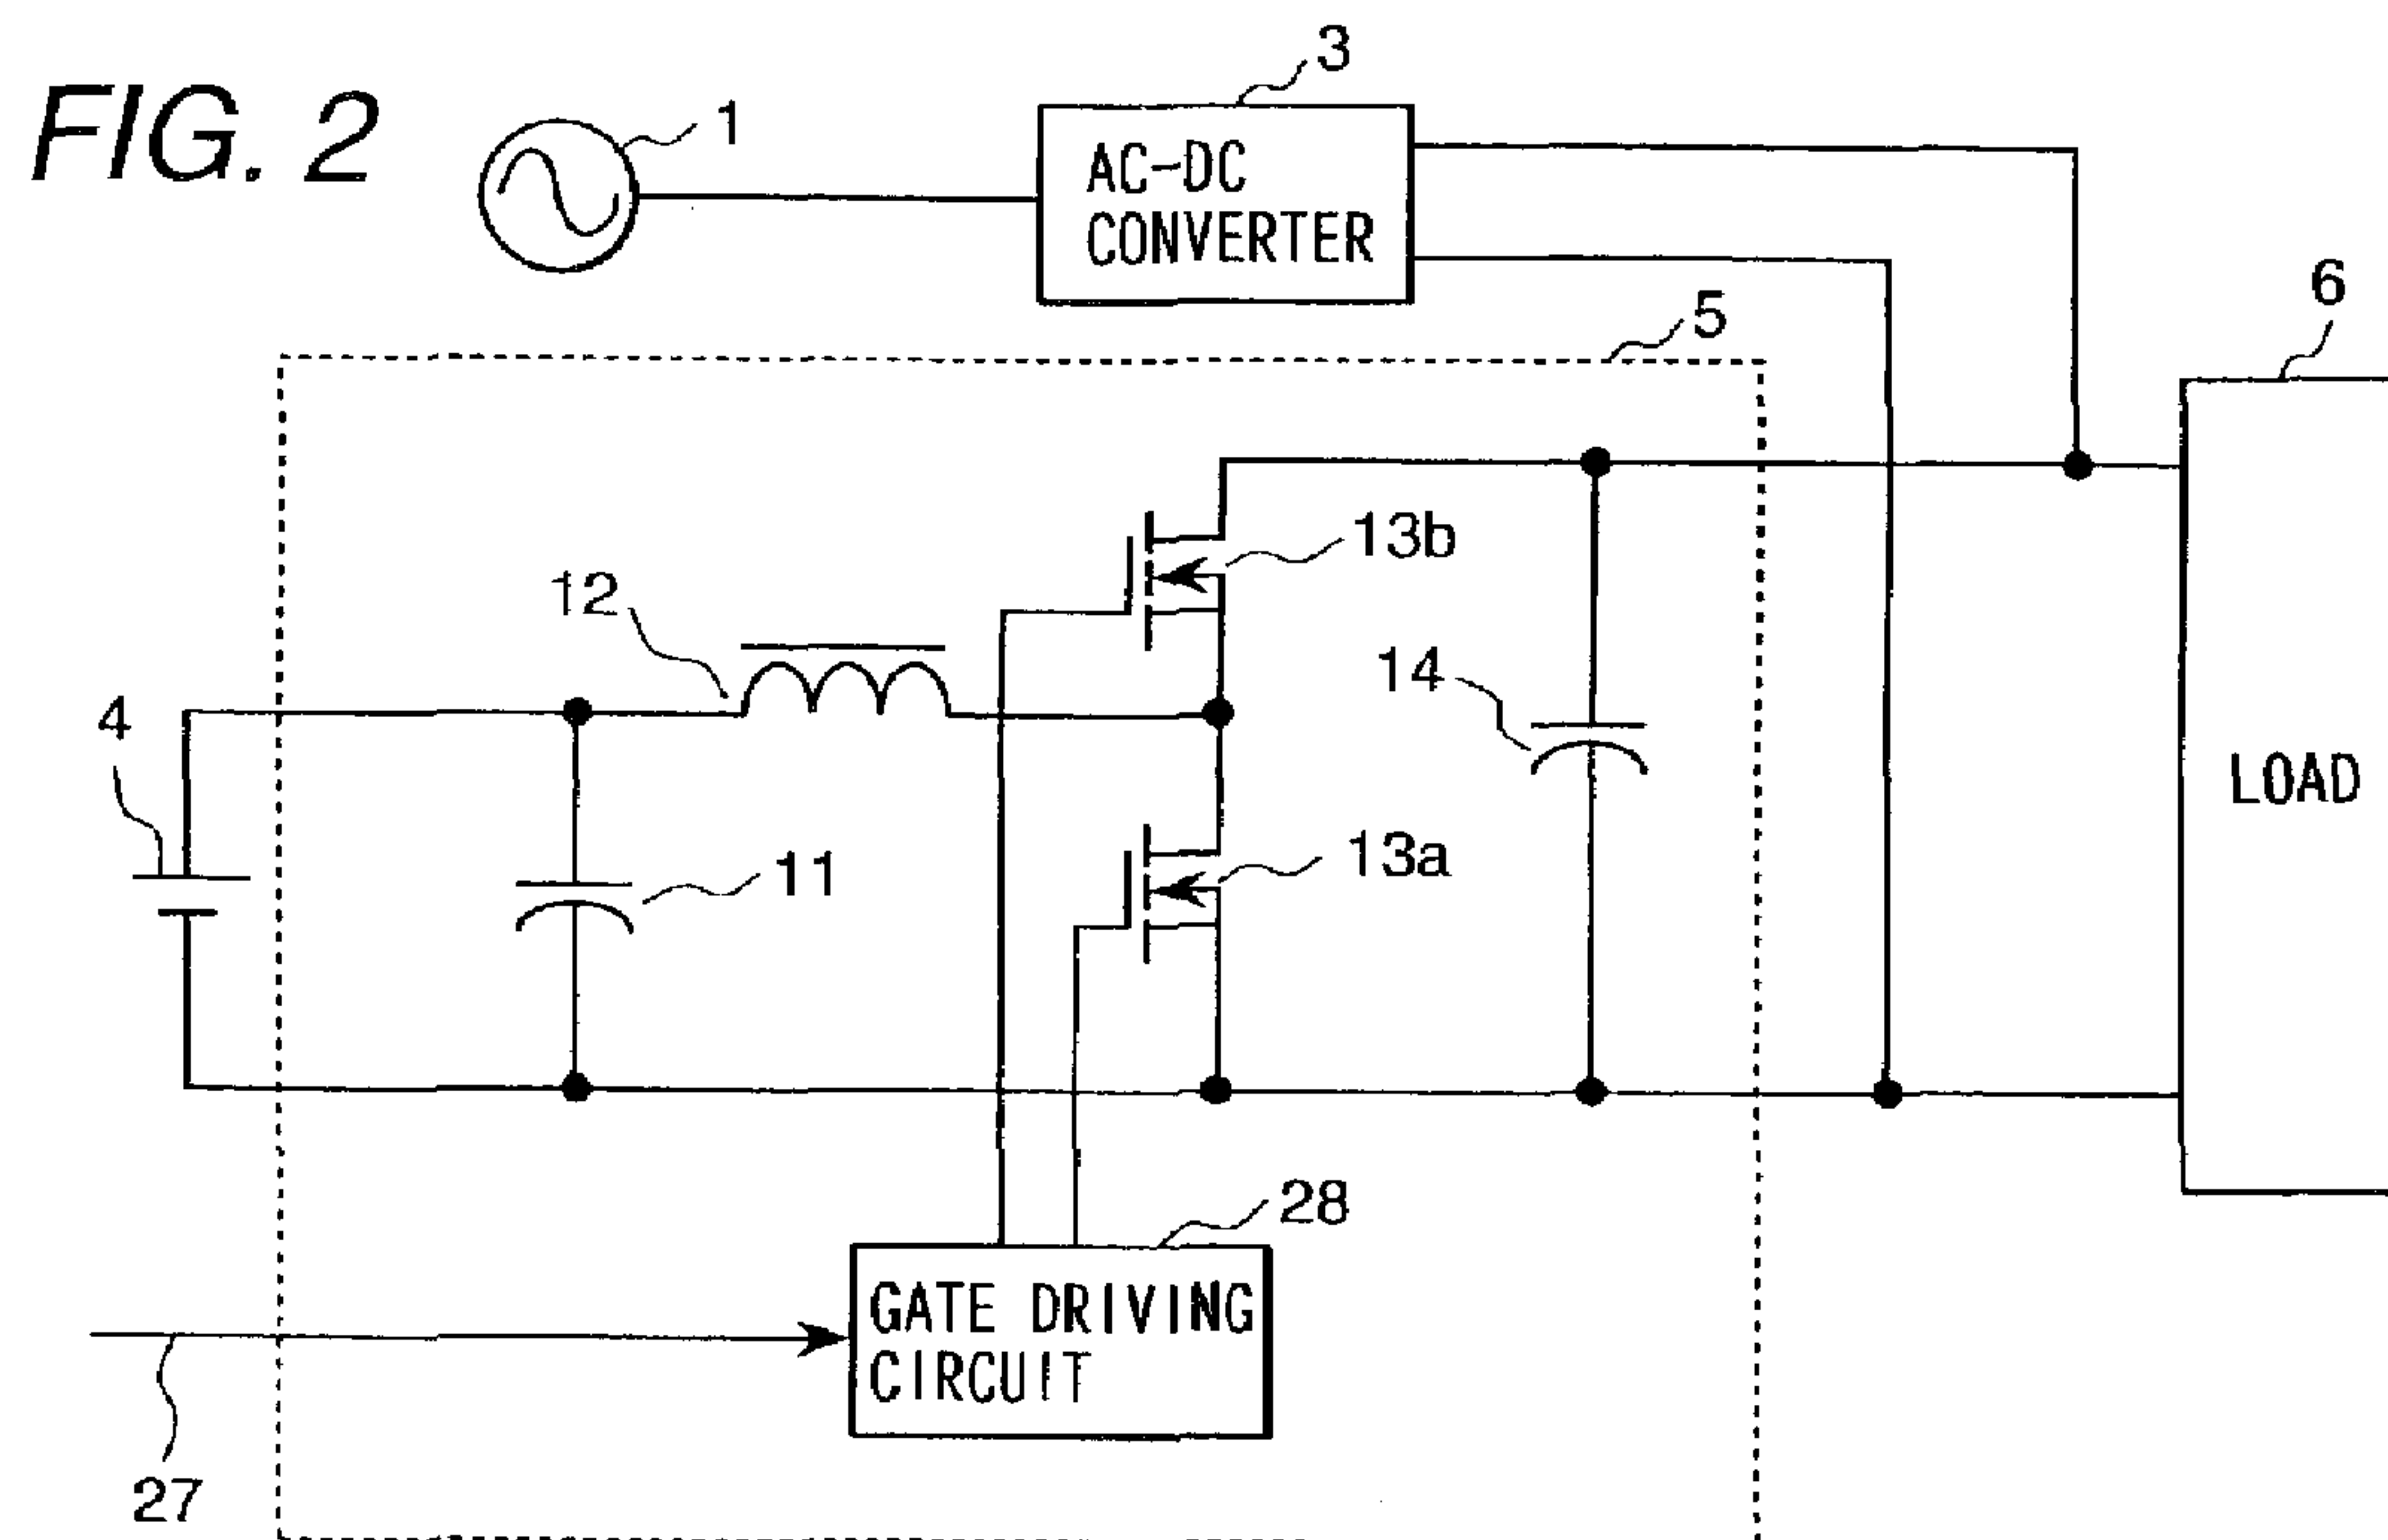 FIG. 2
1
3
AC-DC
CONVERTER
5
6
13b
12
14
4
LOAD
11
13a
28
GATE DRIVING
CIRCUIT
27